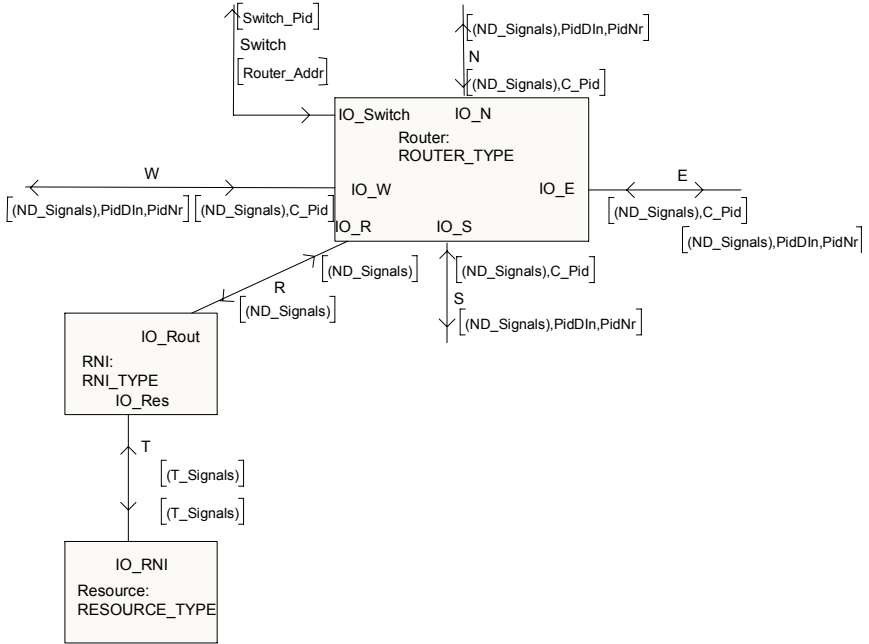 [Switch_Pid]
Switch
[Router_Addr]
[(ND_Signals),PidDIn,PidNr]
N
[(ND_Signals),C_Pid]
IO_Switch
IO_N
Router:
ROUTER_TYPE
W
IO_W
IO_E
E
[(ND_Signals),PidDIn,PidNr]
[(ND_Signals),C_Pid]
[(ND_Signals),C_Pid]
[(ND_Signals),PidDIn,PidNr]
IO_R
IO_S
[(ND_Signals)]
[(ND_Signals),C_Pid]
R
[(ND_Signals)]
S
[(ND_Signals),PidDIn,PidNr]
IO_Rout
RNI:
RNI_TYPE
IO_Res
T
[(T_Signals)]
[(T_Signals)]
IO_RNI
Resource:
RESOURCE_TYPE